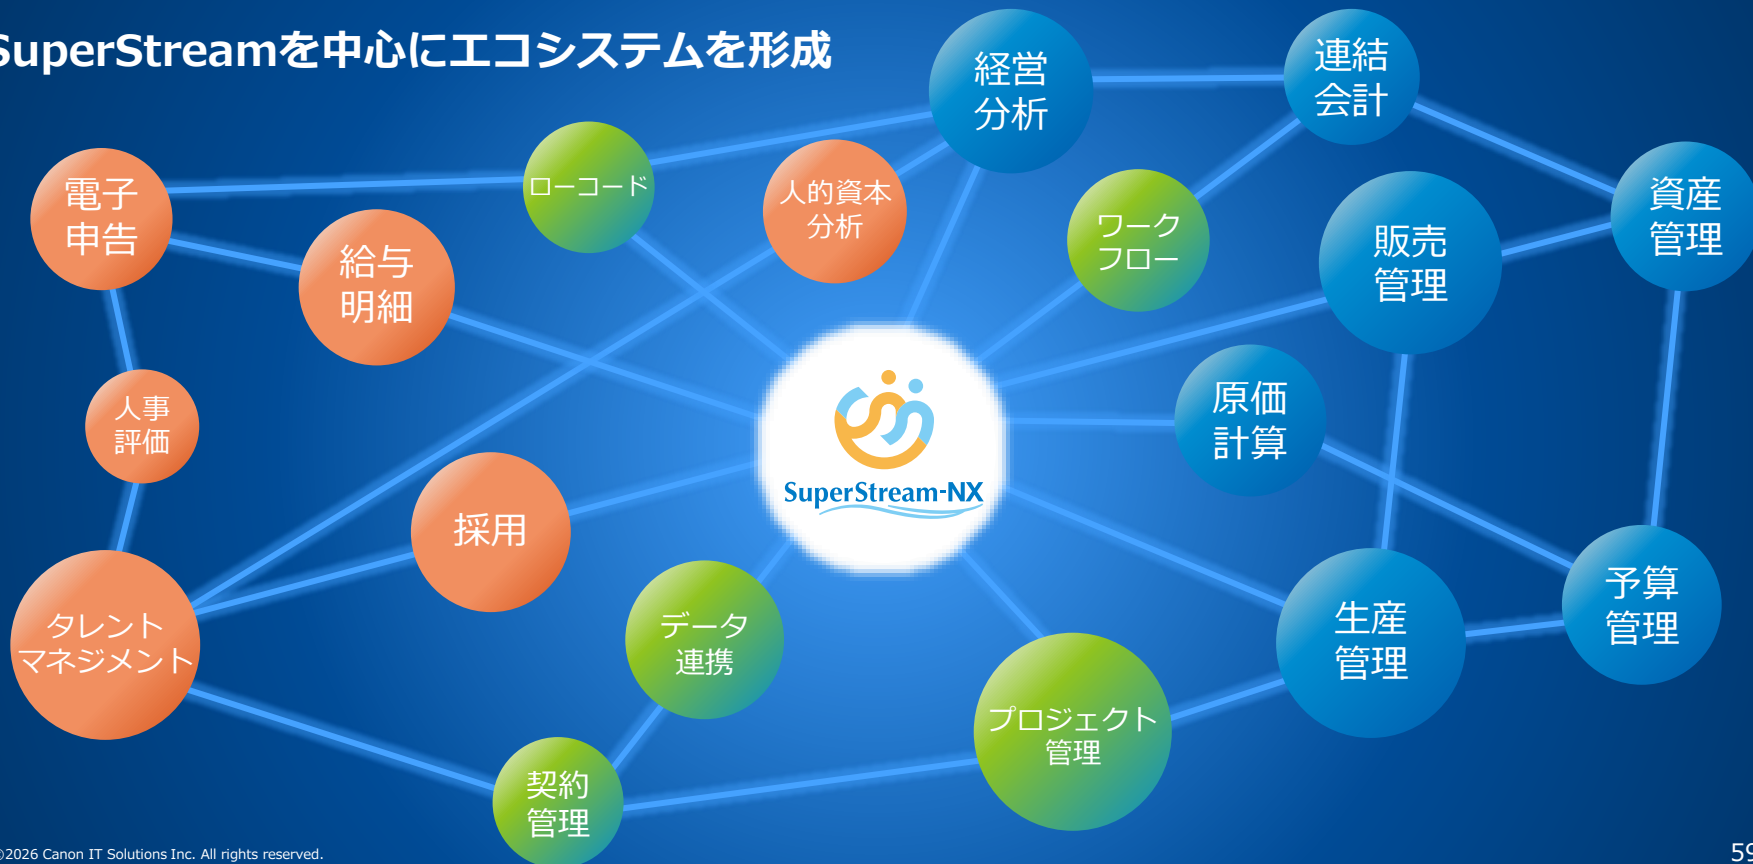 SuperStreamを中心にエコシステムを形成
経営
分析
連結
会計
電子
申告
ローコード
人的資本
分析
ワーク
フロー
資産
管理
給与
明細
販売
管理
人事
評価
原価
計算
SuperStream-NX
採用
タレント
マネジメント
データ
連携
生産
管理
予算
管理
プロジェクト
管理
契約
管理
©2026 Canon IT Solutions Inc. All rights reserved.
59